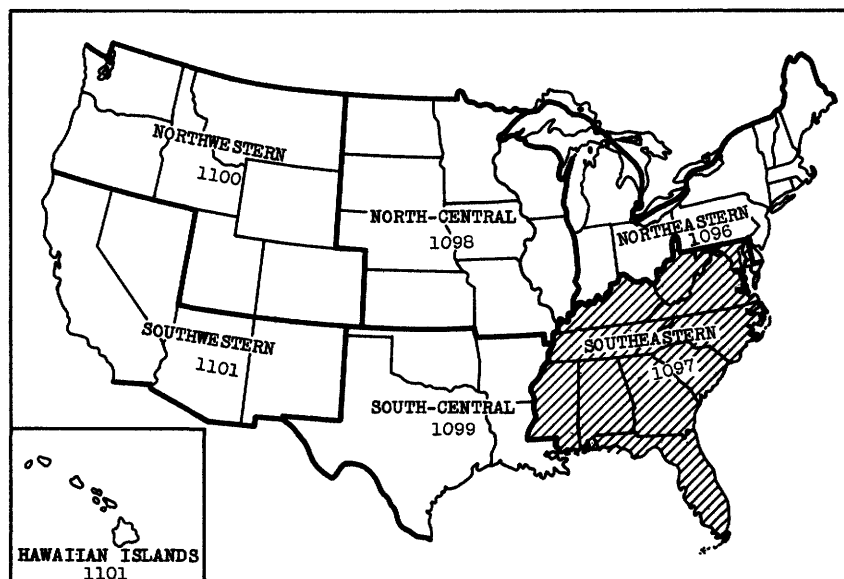 NORTHWESTERN
1100
NORTH-CENTRAL
1098
NORTHEASTERN
1096
SOUTHWESTERN
1101
SOUTHEASTERN
1097
SOUTH-CENTRAL
1099
HAWAIIAN ISLANDS
1101